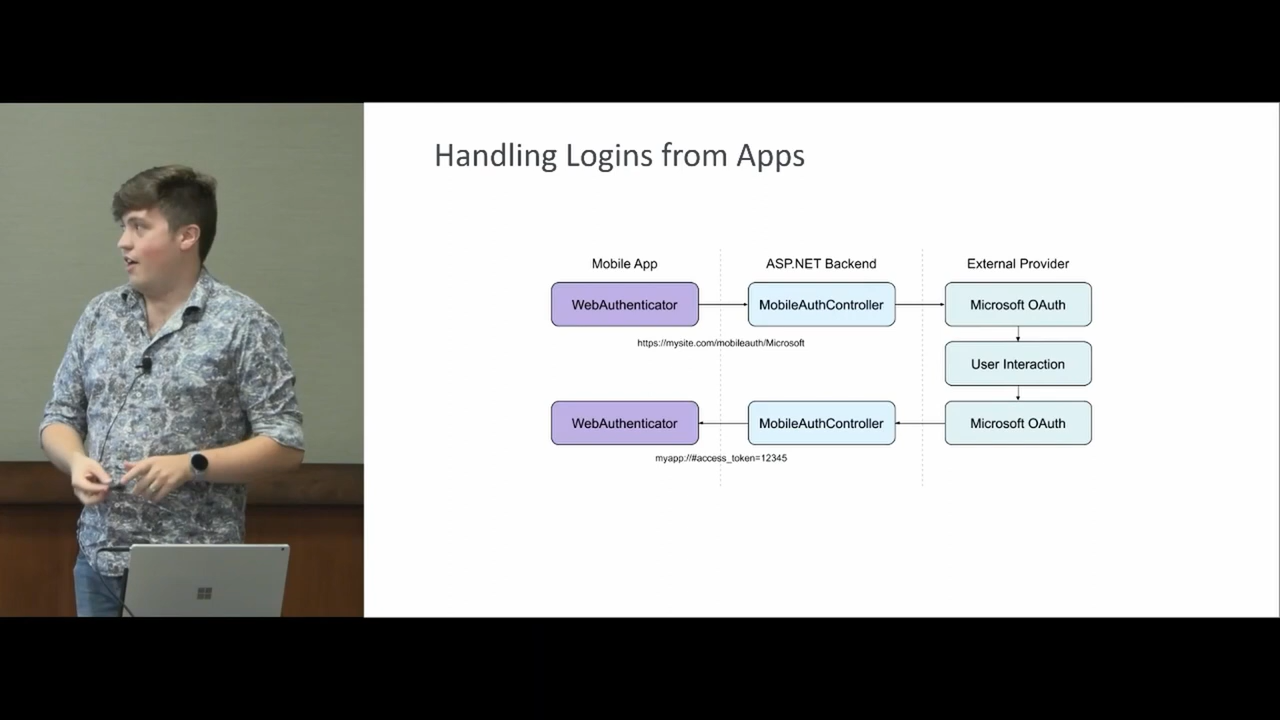 Handling Logins from Apps
Mobile App
ASP.NET Backend
External Provider
WebAuthenticator
MobileAuthController
Microsoft OAuth
https://mysite.com/mobileauth/Microsoft
User Interaction
WebAuthenticator
MobileAuthController
Microsoft OAuth
myapp://#access_token=12345